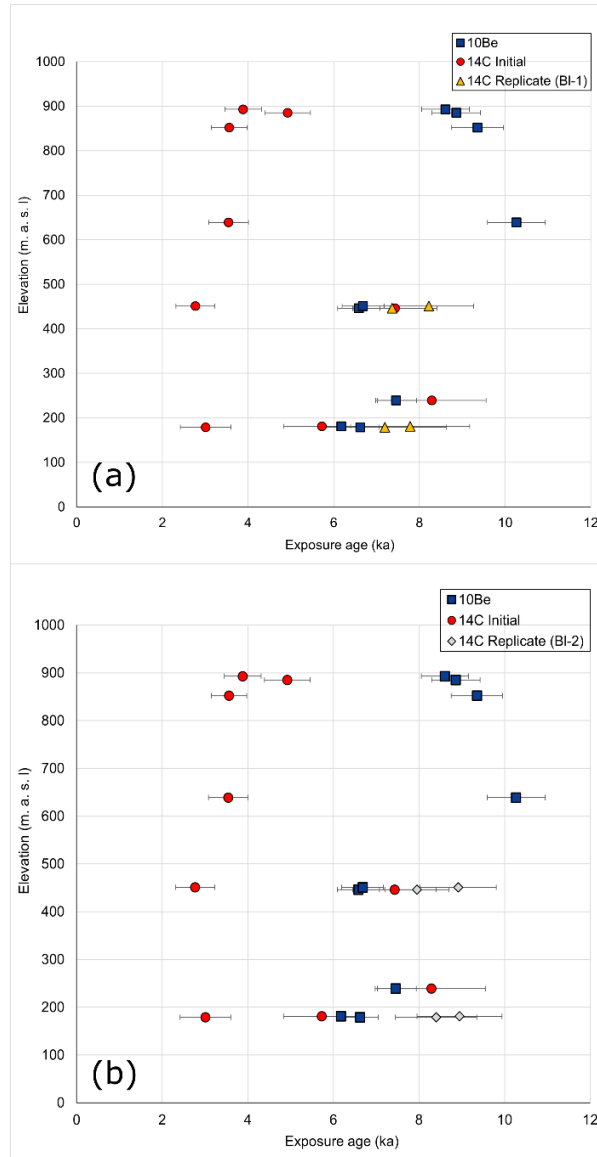 10Be
14C Initial
14C Replicate (BI-1)
1000
900
800
700
600
500
400
300
200
100
0
Elevation (m. a. s. l)
(a)
0 2 4 6 8 10 12
Exposure age (ka)
10Be
14C Initial
14C Replicate (BI-2)
1000
900
800
700
600
500
400
300
200
100
0
Elevation (m. a. s. l)
(b)
0 2 4 6 8 10 12
Exposure age (ka)